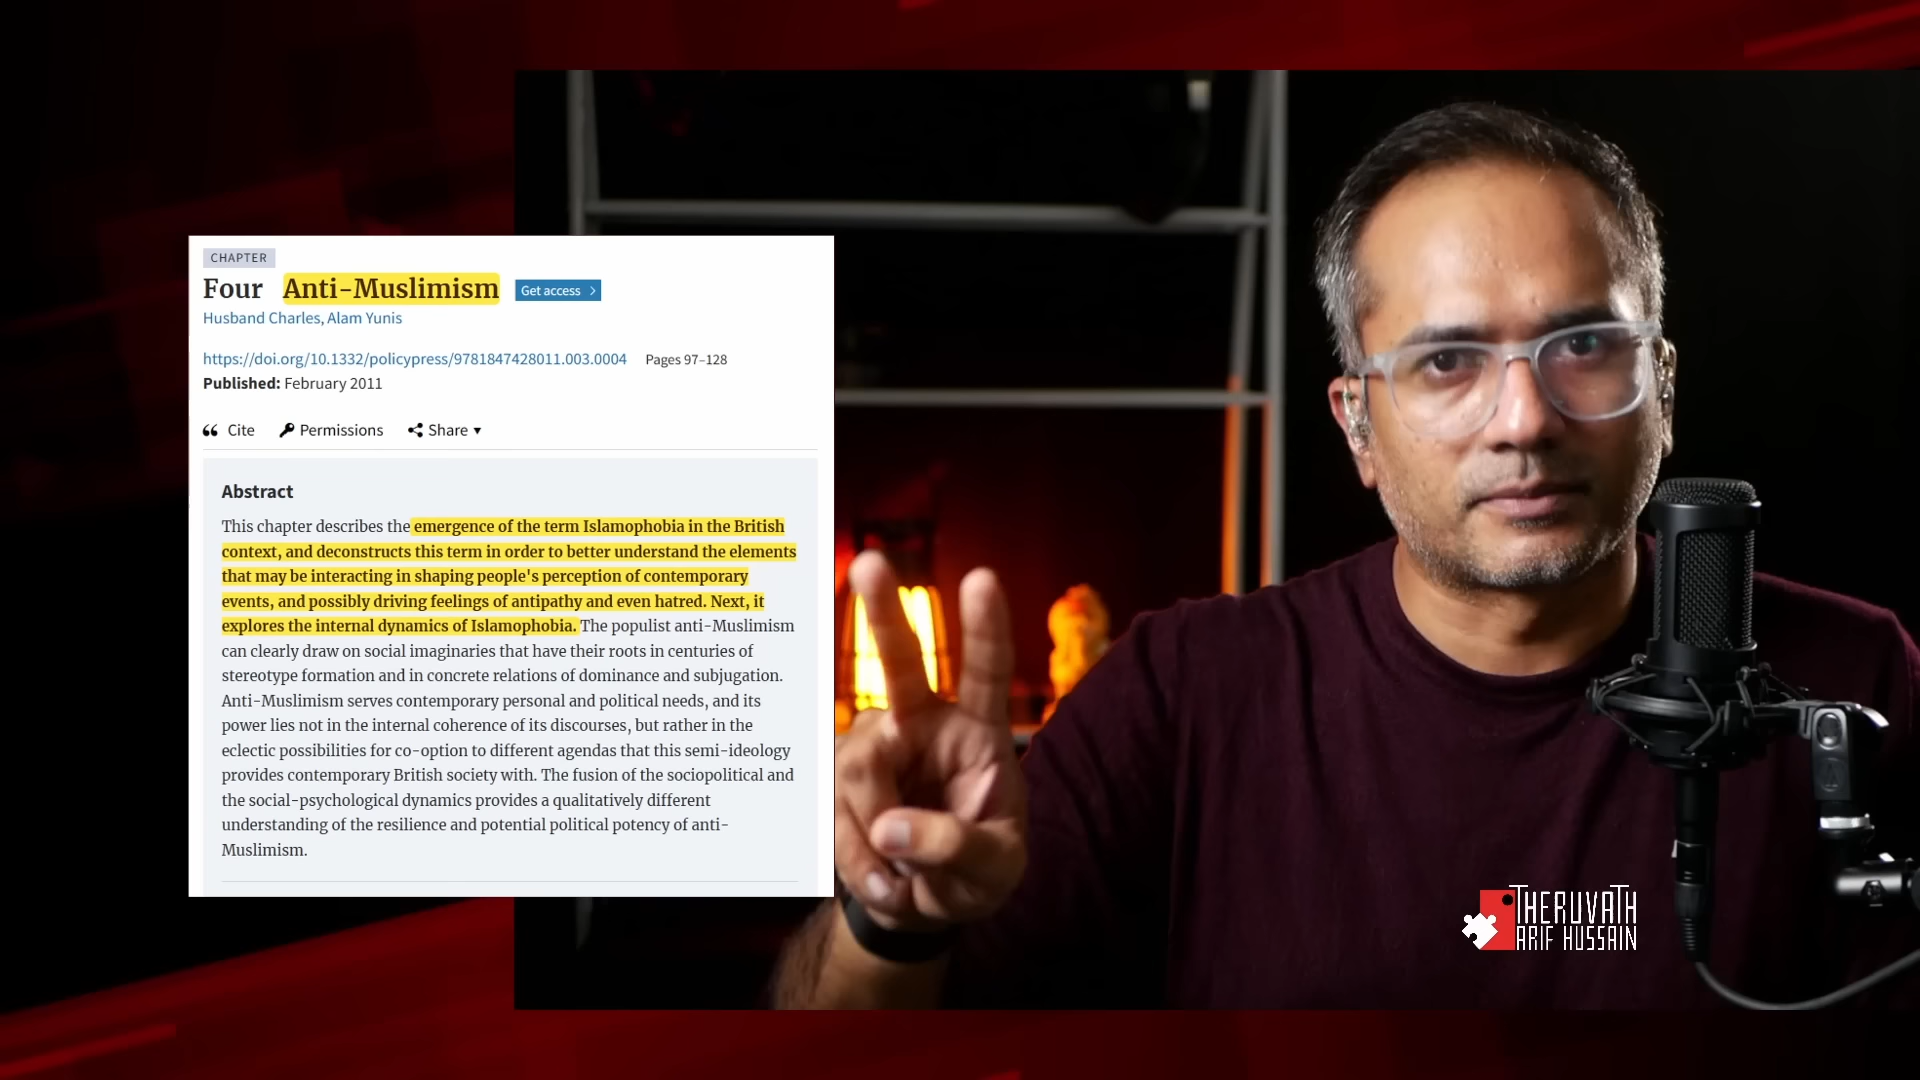 CHAPTER
Four Anti-Muslimism Get access
Husband Charles, Alam Yunis
https://doi.org/10.1332/policypress/9781847428011.003.0004 Pages 97–128
Published: February 2011
Cite Permissions Share
Abstract
This chapter describes the emergence of the term Islamophobia in the British
context, and deconstructs this term in order to better understand the elements
that may be interacting in shaping people's perception of contemporary
events, and possibly driving feelings of antipathy and even hatred. Next, it
explores the internal dynamics of Islamophobia. The populist anti-Muslimism
can clearly draw on social imaginaries that have their roots in centuries of
stereotype formation and in concrete relations of dominance and subjugation.
Anti-Muslimism serves contemporary personal and political needs, and its
power lies not in the internal coherence of its discourses, but rather in the
eclectic possibilities for co-option to different agendas that this semi-ideology
provides contemporary British society with. The fusion of the sociopolitical and
the social-psychological dynamics provides a qualitatively different
understanding of the resilience and potential political potency of anti-
Muslimism.
THERUVATH
ARIF HUSSAIN